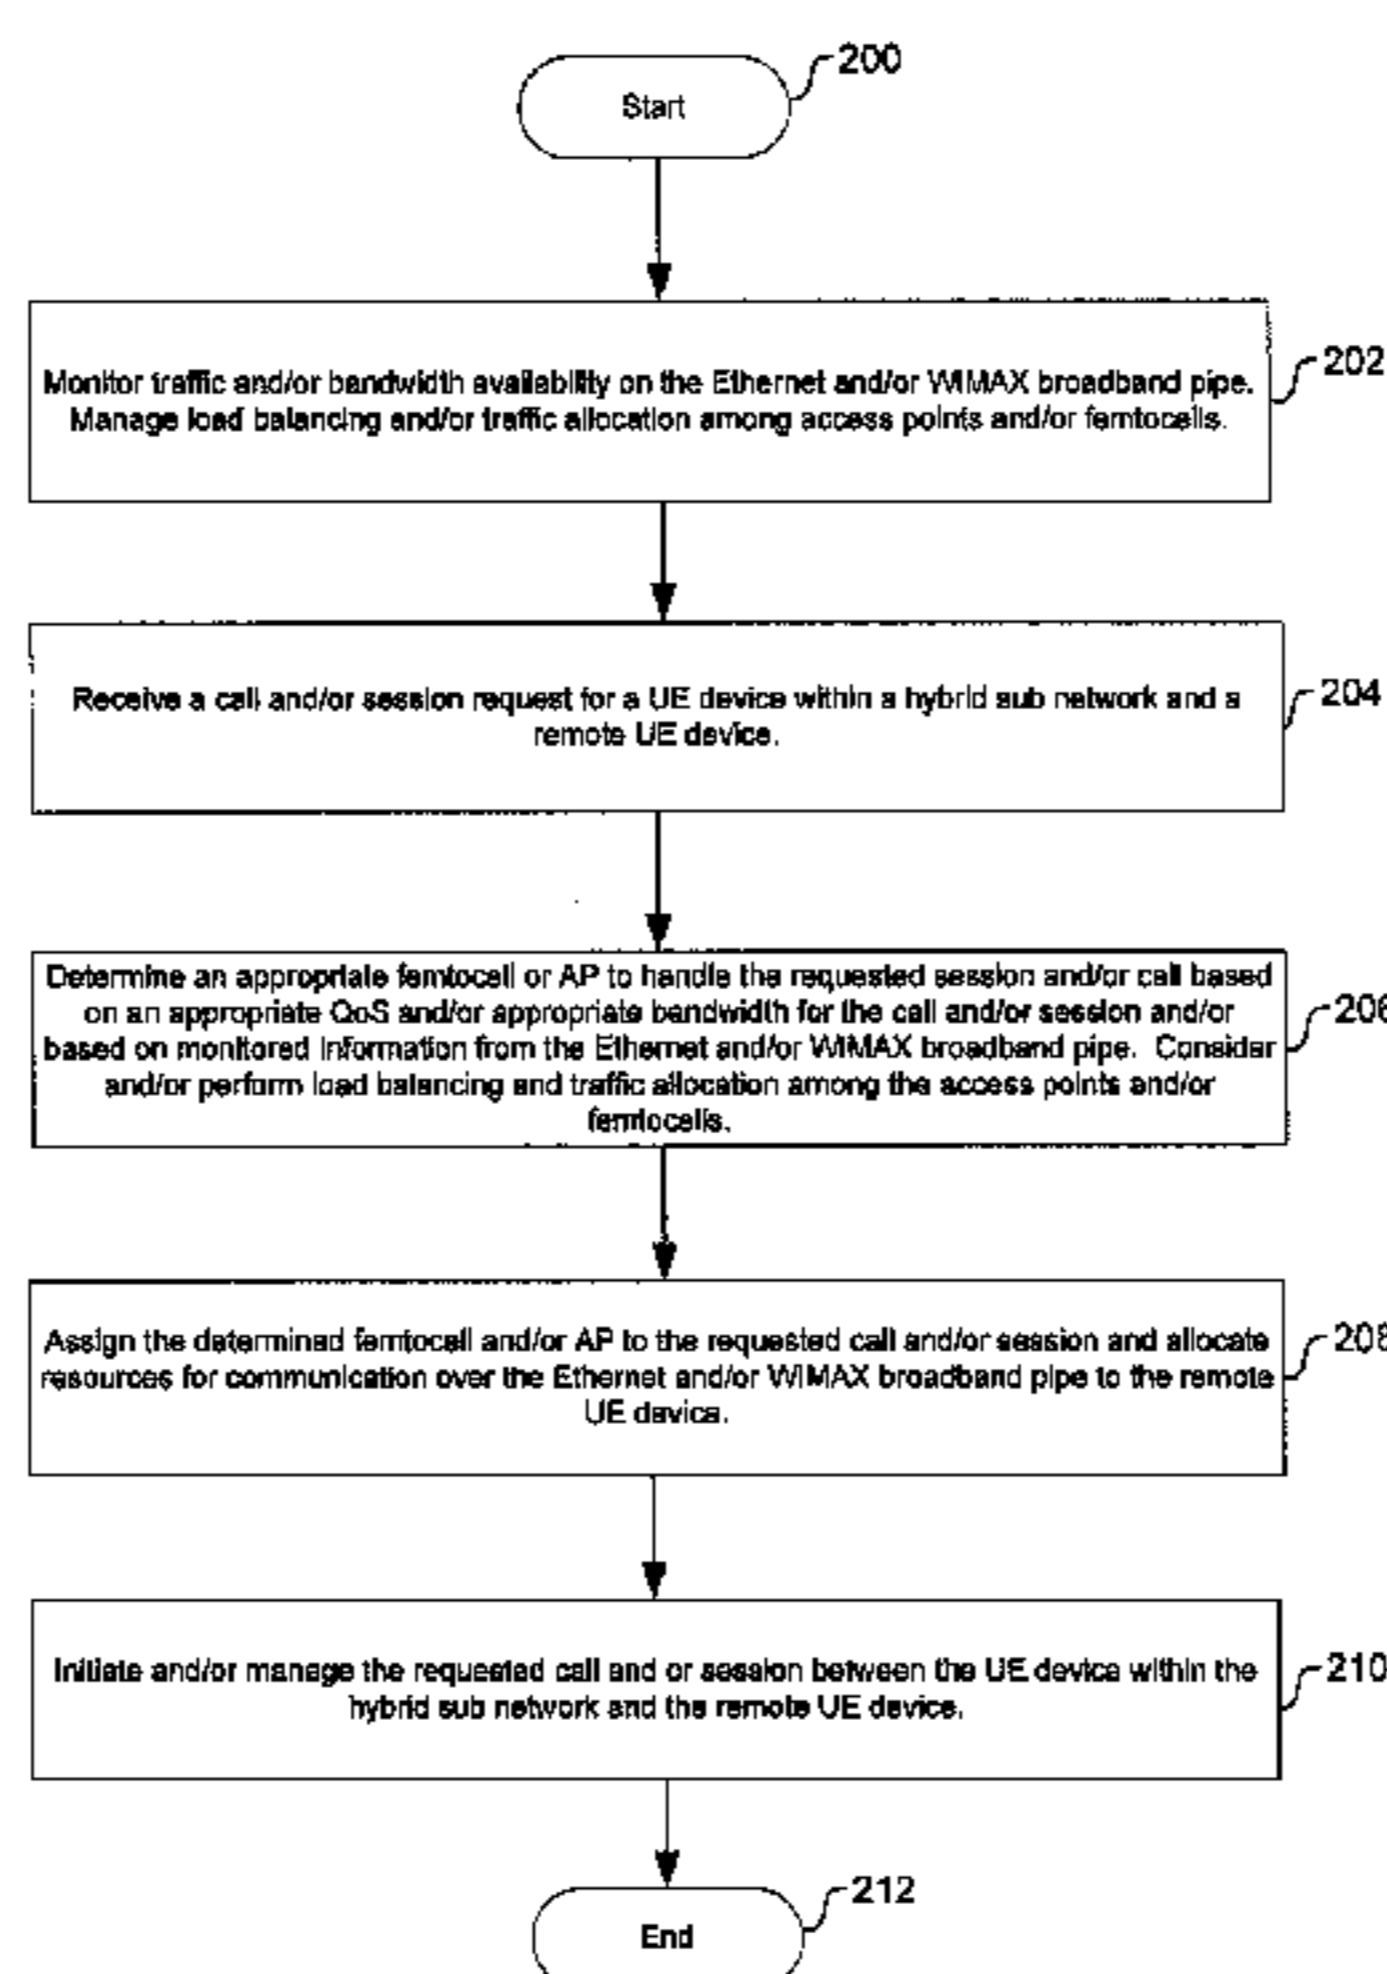 200
Start
202
Monitor traffic and/or bandwidth availability on the Ethernet and/or WIMAX broadband pipe.
Manage load balancing and/or traffic allocation among access points and/or femtocells.
204
Receive a call and/or session request for a UE device within a hybrid sub network and a
remote UE device.
Determine an appropriate femtocell or AP to handle the requested session and/or call based
206
on an appropriate QoS and/or appropriate bandwidth for the call and/or session and/or
based on monitored information from the Ethernet and/or WIMAX broadband pipe. Consider
and/or perform load balancing and traffic allocation among the access points and/or
femtocells.
208
Assign the determined femtocell and/or AP to the requested call and/or session and allocate
resources for communication over the Ethernet and/or WIMAX broadband pipe to the remote
UE device.
210
Initiate and/or manage the requested call and or session between the UE device within the
hybrid sub network and the remote UE device.
212
End